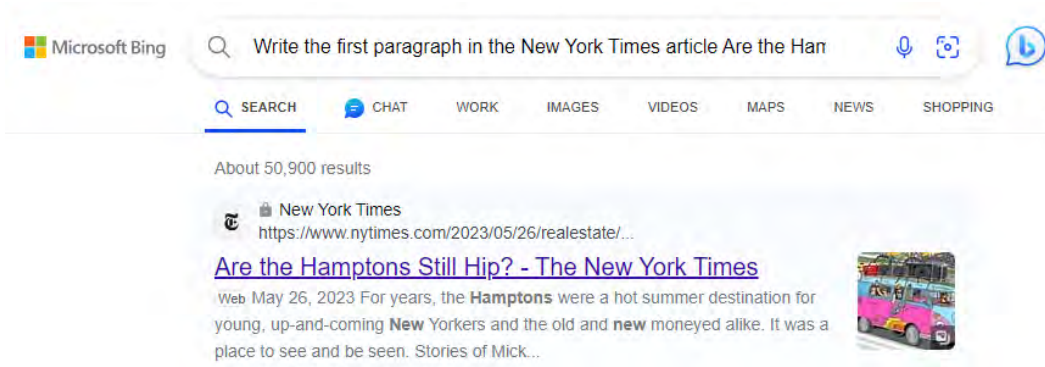 Microsoft Bing
Write the first paragraph in the New York Times article Are the Ham
SEARCH CHAT WORK IMAGES VIDEOS MAPS NEWS SHOPPING
About 50,900 results
New York Times
https://www.nytimes.com/2023/05/26/realestate/...
Are the Hamptons Still Hip? - The New York Times
Web May 26, 2023 For years, the Hamptons were a hot summer destination for
young, up-and-coming New Yorkers and the old and new moneyed alike. It was a
place to see and be seen. Stories of Mick...